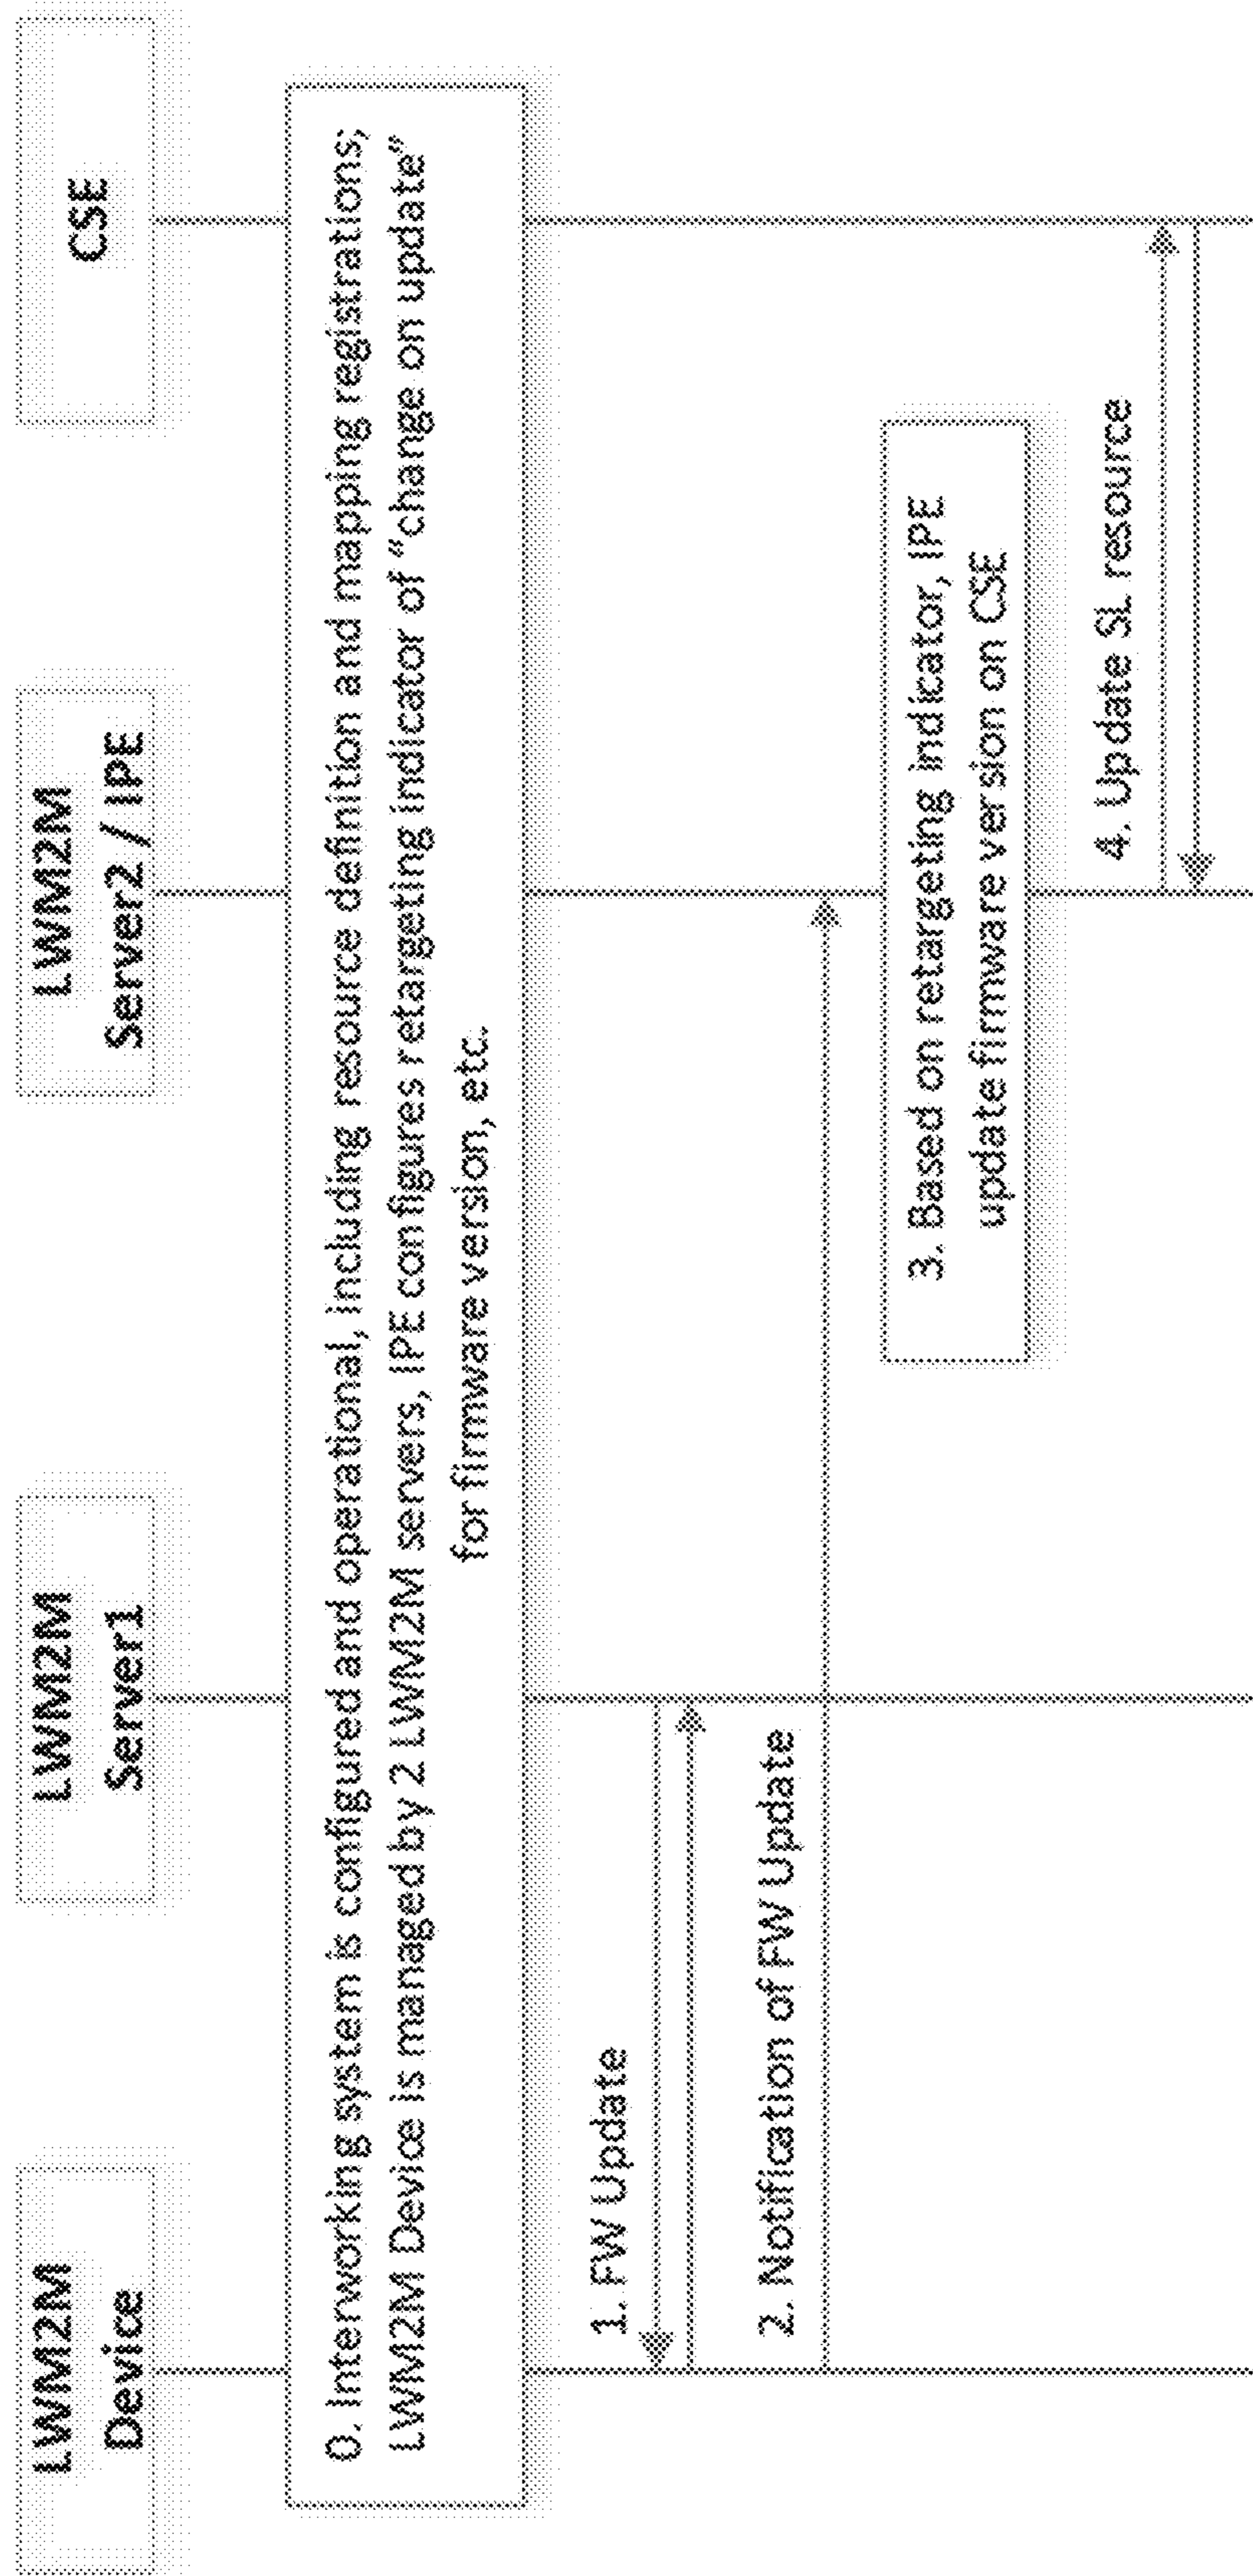 LWM2M
Device
LWM2M
Server1
LWM2M
Server2 / IPE
CSE
0. Interworking system is configured and operational, including resource definition and mapping registrations;
LWM2M Device is managed by 2 LWM2M servers, IPE configures retargeting indicator of “change on update”
for firmware version, etc.
1. FW Update
2. Notification of FW Update
3. Based on retargeting indicator, IPE
update firmware version on CSE
4. Update SL resource